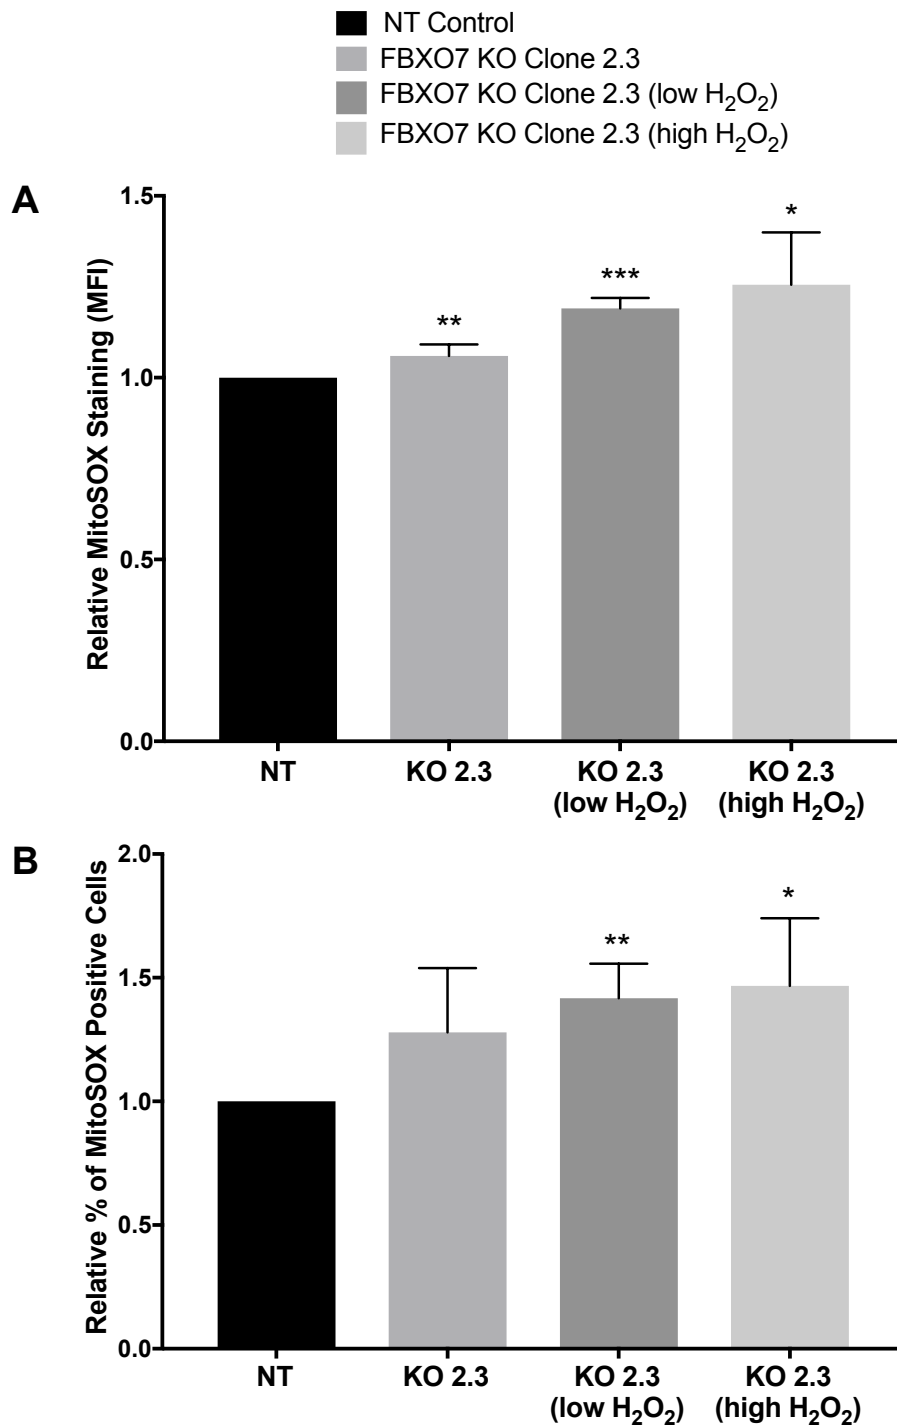 NT Control
FBXO7 KO Clone 2.3
FBXO7 KO Clone 2.3 (low H2O2)
FBXO7 KO Clone 2.3 (high H2O2)
A
Relative MitoSOX Staining (MFI)
1.5
1.0
0.5
0.0
**
***
*
NT
KO 2.3
KO 2.3
(low H2O2)
KO 2.3
(high H2O2)
B
Relative % of MitoSOX Positive Cells
2.0
1.5
1.0
0.5
0.0
**
*
NT
KO 2.3
KO 2.3
(low H2O2)
KO 2.3
(high H2O2)